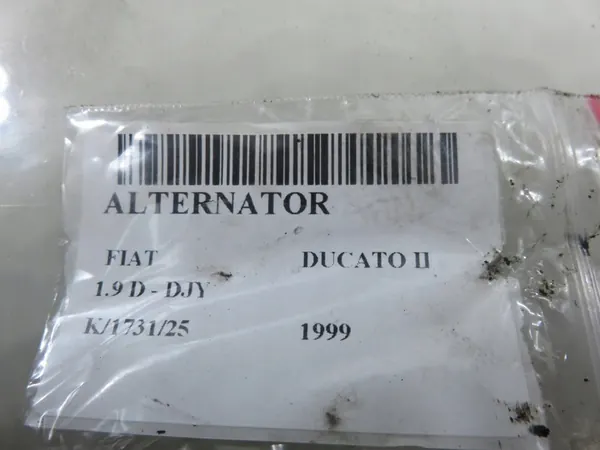 ALTERNATOR
FIAT DUCATO II
1.9 D - DJY
K/1731/25 1999